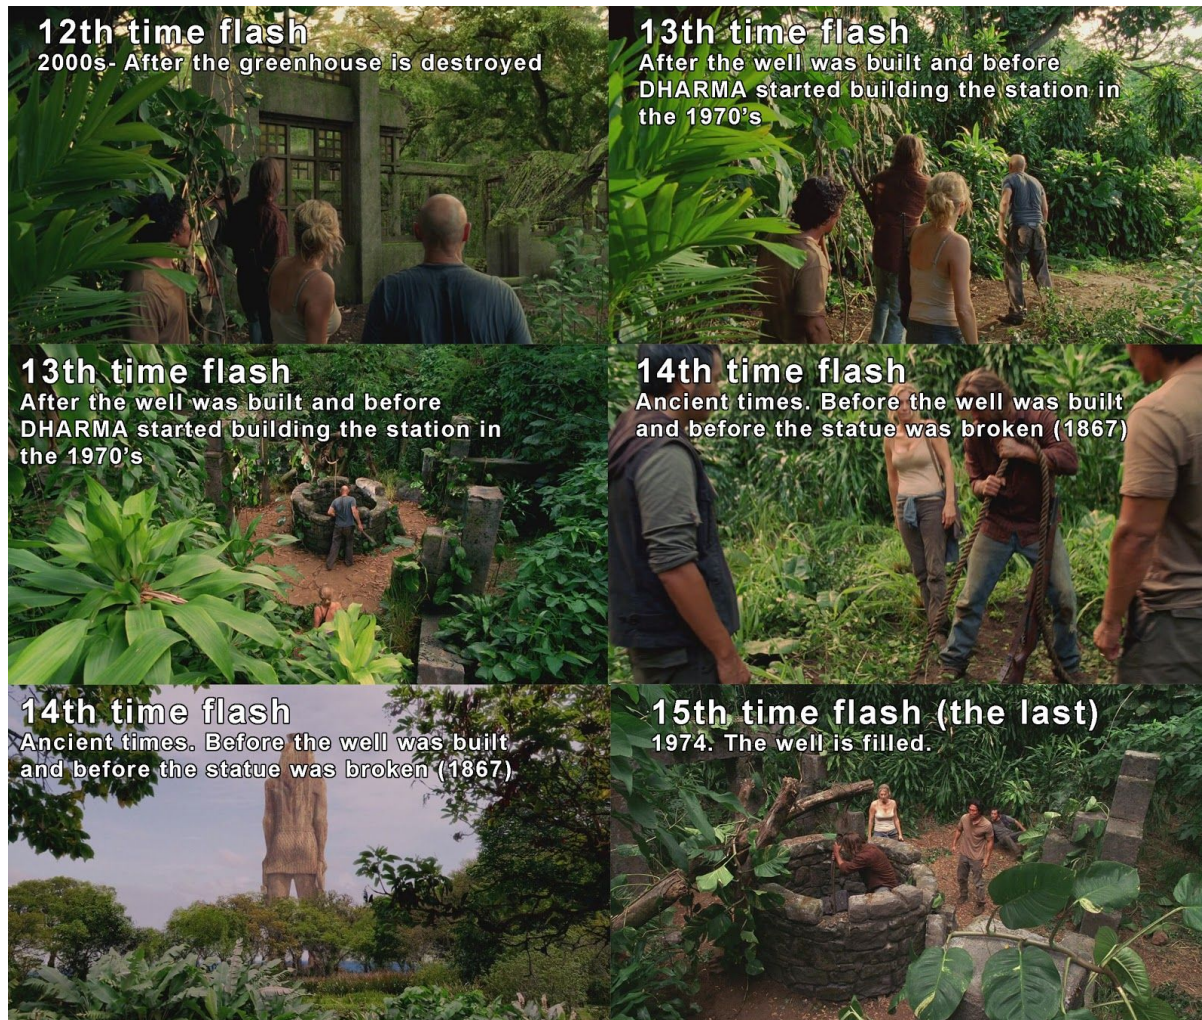 12th time flash
2000s- After the greenhouse is destroyed
13th time flash
After the well was built and before
DHARMA started building the station in
the 1970's
13th time flash
After the well was built and before
DHARMA started building the station in
the 1970's
14th time flash
Ancient times. Before the well was built
and before the statue was broken (1867)
14th time flash
Ancient times. Before the well was built
and before the statue was broken (1867)
15th time flash (the last)
1974. The well is filled.